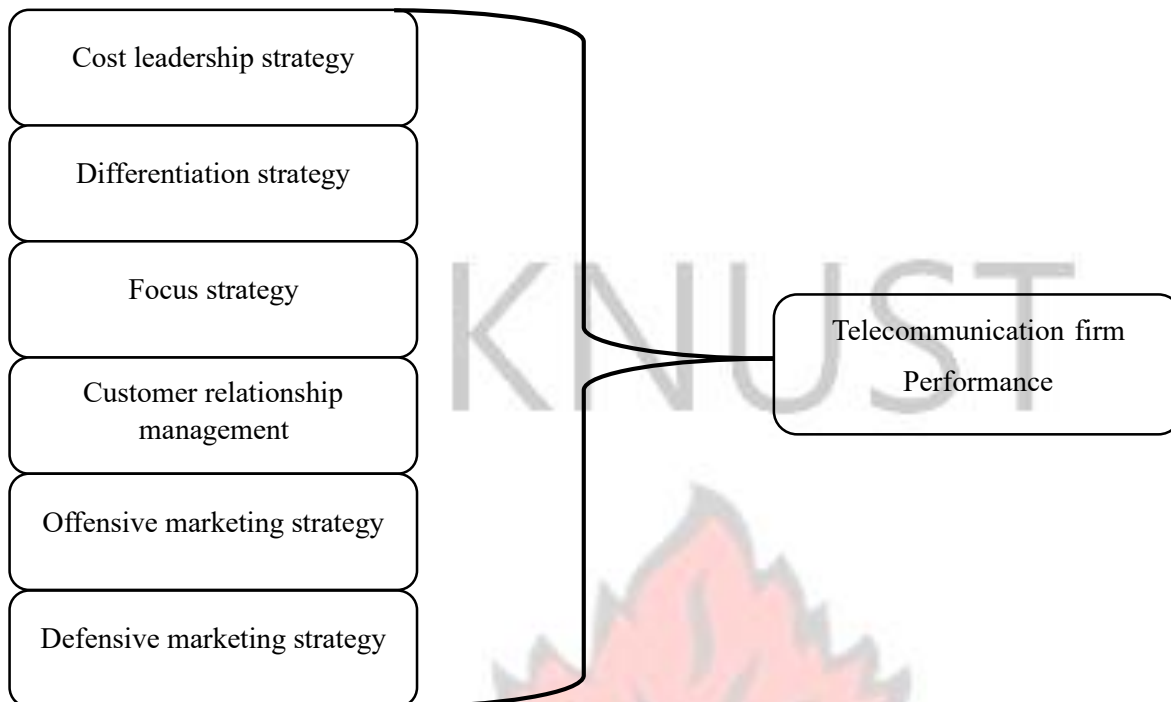 Cost leadership strategy
Differentiation strategy
Focus strategy
Customer relationship
management
Offensive marketing strategy
Defensive marketing strategy
KNUST
Telecommunication firm
Performance